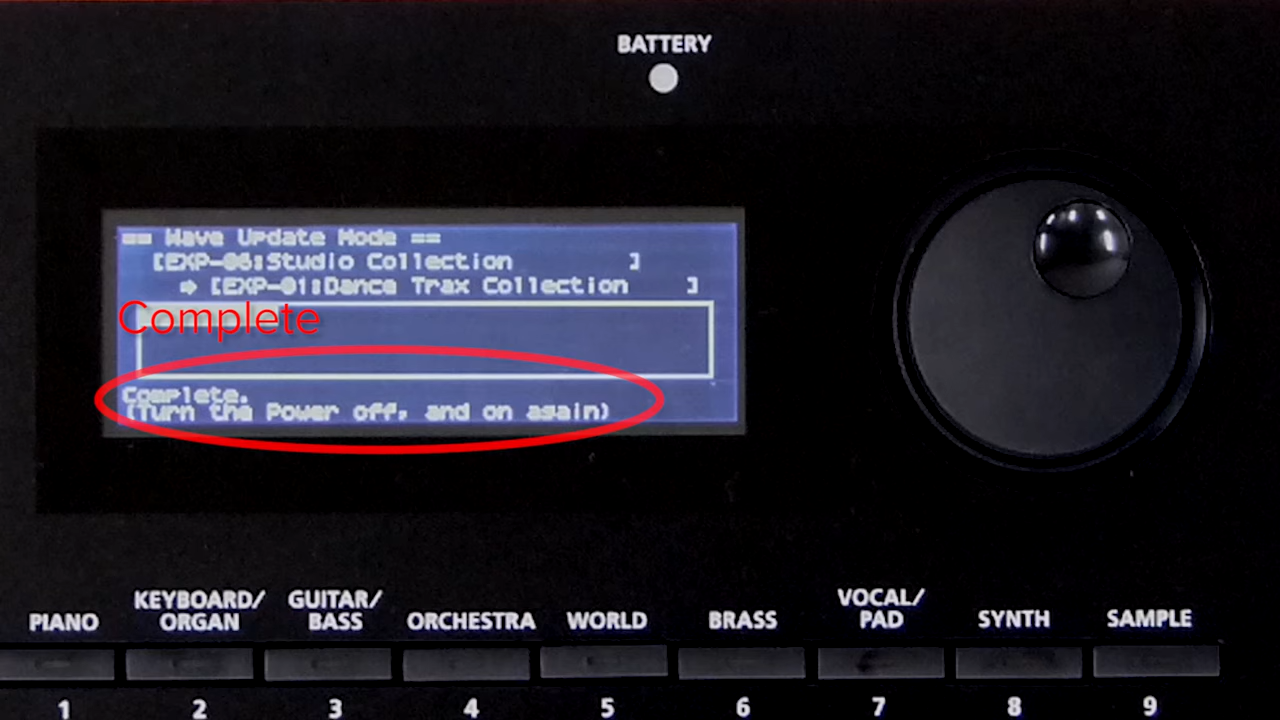 BATTERY
== Wave Update Mode ==
[EXP-06:Studio Collection ]
⇒ [EXP-01:Dance Trax Collection ]
Complete
Complete.
(Turn the Power off, and on again)
PIANO
KEYBOARD/
ORGAN
GUITAR/
BASS
ORCHESTRA
WORLD
BRASS
VOCAL/
PAD
SYNTH
SAMPLE
1 2 3 4 5 6 7 8 9